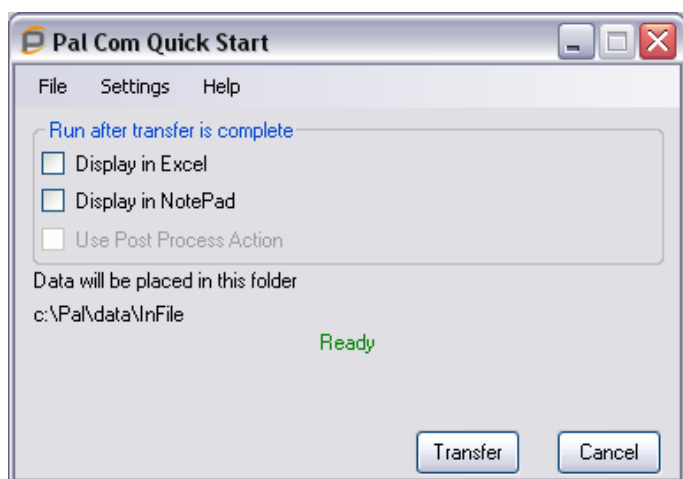 Pal Com Quick Start
File Settings Help
Run after transfer is complete
Display in Excel
Display in NotePad
Use Post Process Action
Data will be placed in this folder
c:\Pal\data\InFile
Ready
Transfer Cancel